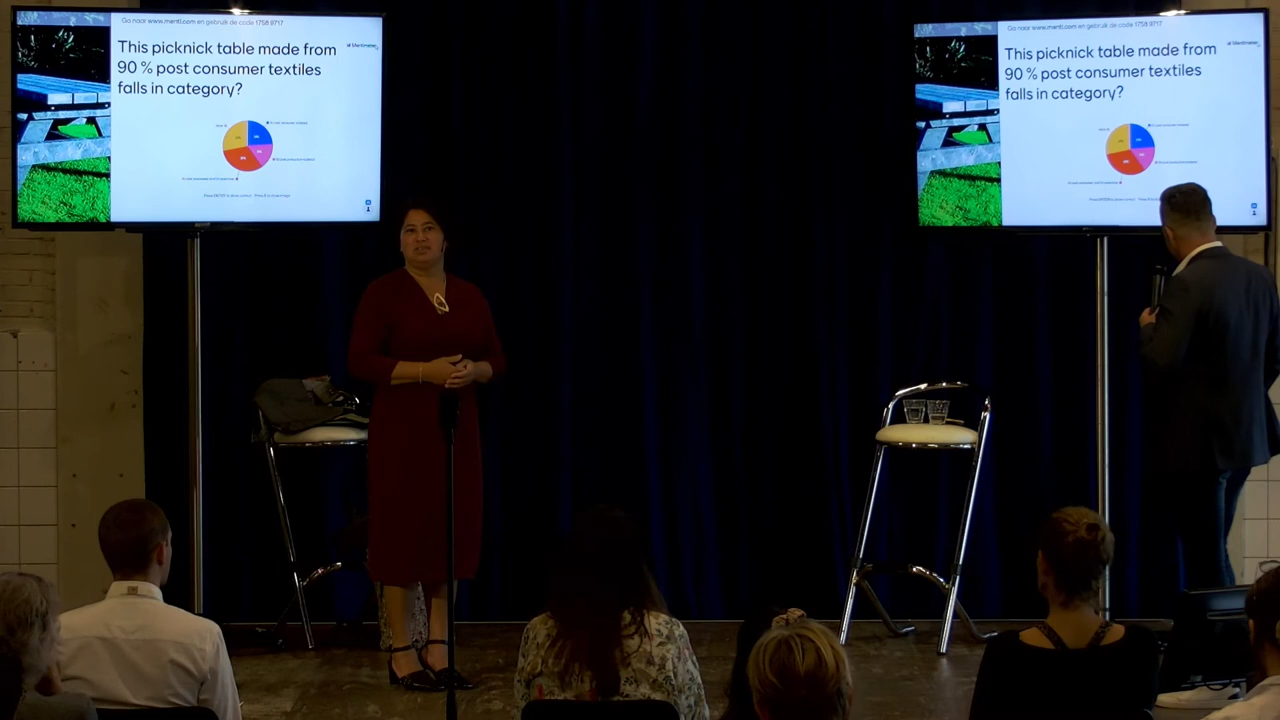 Go naar www.menti.com en gebruik de code 1758 9717
This picknick table made from
90 % post consumer textiles
falls in category?
Mentimeter
Go naar www.menti.com en gebruik de code 1758 9717
This picknick table made from
90 % post consumer textiles
falls in category?
Mentimeter